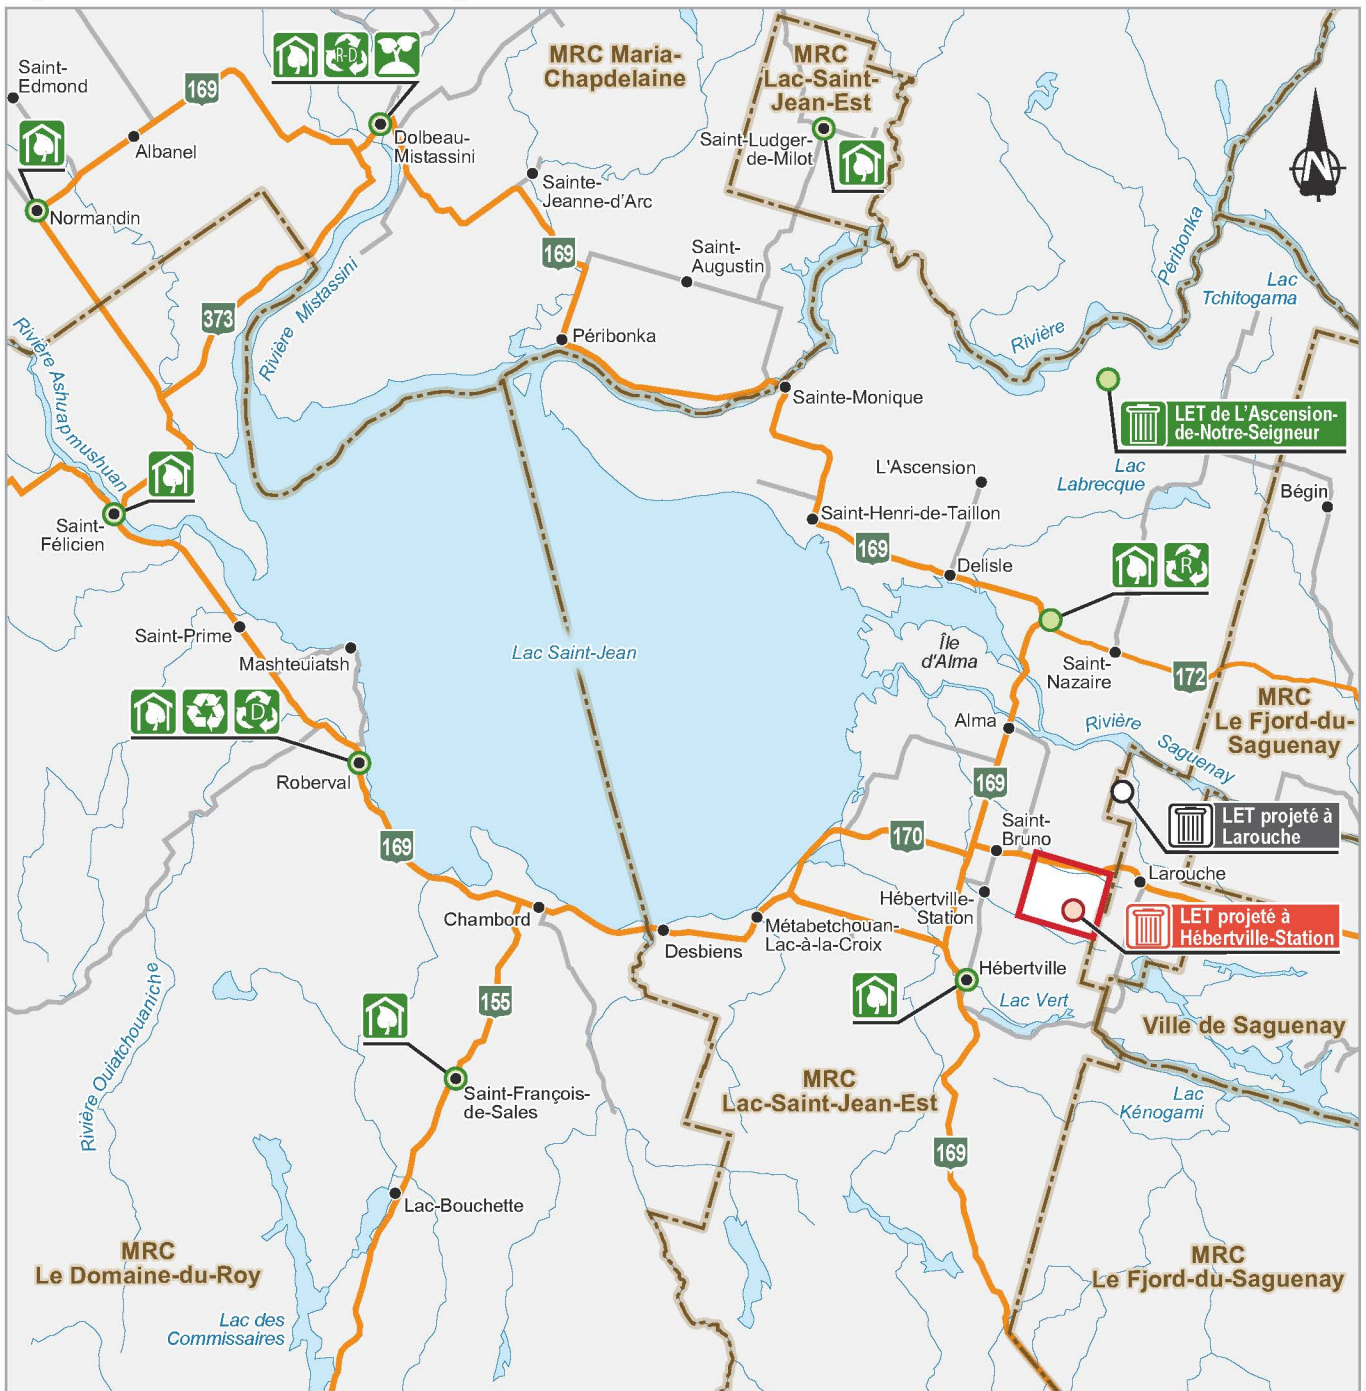 Saint-
Edmond
169
Albanel
Normandin
R-D
Dolbeau-
Mistassini
MRC Maria-
Chapdelaine
MRC
Lac-Saint-
Jean-Est
Saint-Ludger-
de-Milot
N
Sainte-
Jeanne-d'Arc
169
Saint-
Augustin
Péribonka
Lac
Tchitogama
373
Rivière Mistassini
Rivière Ashuapmushuan
Péribonka
Rivière
Sainte-Monique
LET de L'Ascension-
de-Notre-Seigneur
L'Ascension
Lac
Labrecque
Bégin
Saint-
Félicien
Saint-Henri-de-Taillon
169
Delisle
R
Saint-Prime
Mashteuiatsh
Lac Saint-Jean
Île
d'Alma
Saint-
Nazaire
172
MRC
Le Fjord-du-
Saguenay
D
Roberval
Alma
Rivière
Saguenay
169
169
Saint-
Bruno
170
LET projeté à
Larouche
Larouche
Hébertville-
Station
Chambord
Métabetchouan-
Lac-à-la-Croix
Desbiens
LET projeté à
Hébertville-Station
Hébertville
Lac Vert
155
Ville de Saguenay
Rivière Ouiatchouaniche
Saint-François-
de-Sales
MRC
Lac-Saint-Jean-Est
Lac
Kénogami
169
Lac-Bouchette
MRC
Le Domaine-du-Roy
MRC
Le Fjord-du-Saguenay
Lac des
Commissaires